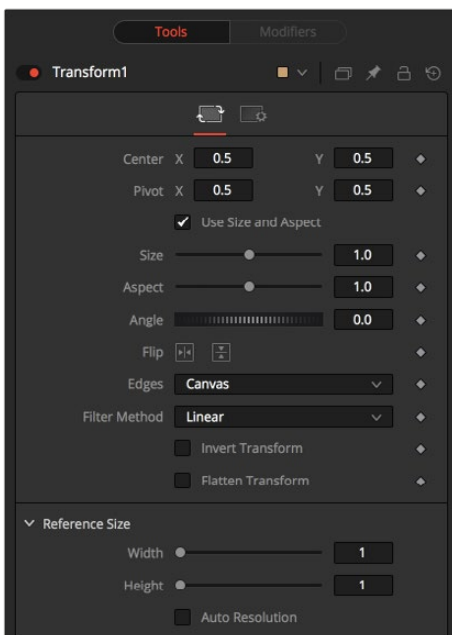 Tools Modifiers
Transform1
Center X 0.5 Y 0.5
Pivot X 0.5 Y 0.5
Use Size and Aspect
Size 1.0
Aspect 1.0
Angle 0.0
Flip
Edges Canvas
Filter Method Linear
Invert Transform
Flatten Transform
Reference Size
Width 1
Height 1
Auto Resolution